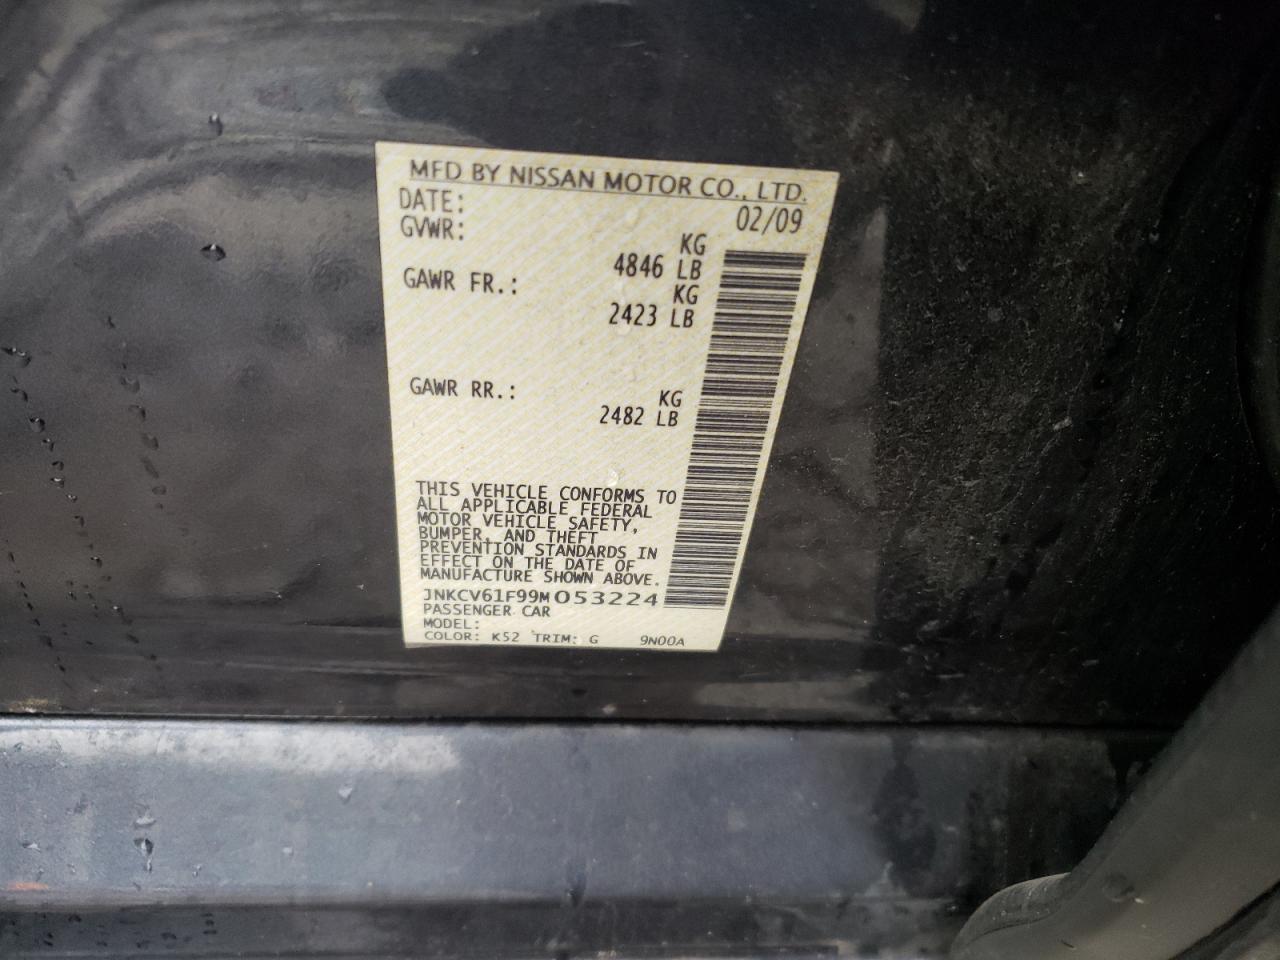 MFD BY NISSAN MOTOR CO., LTD.
DATE: 02/09
GVWR: KG
4846 LB
GAWR FR.: KG
2423 LB
GAWR RR.: KG
2482 LB
THIS VEHICLE CONFORMS TO
ALL APPLICABLE FEDERAL
MOTOR VEHICLE SAFETY,
BUMPER, AND THEFT
PREVENTION STANDARDS IN
EFFECT ON THE DATE OF
MANUFACTURE SHOWN ABOVE.
JNKCV61F99M053224
PASSENGER CAR
MODEL:
COLOR: K52 TRIM: G 9N00A